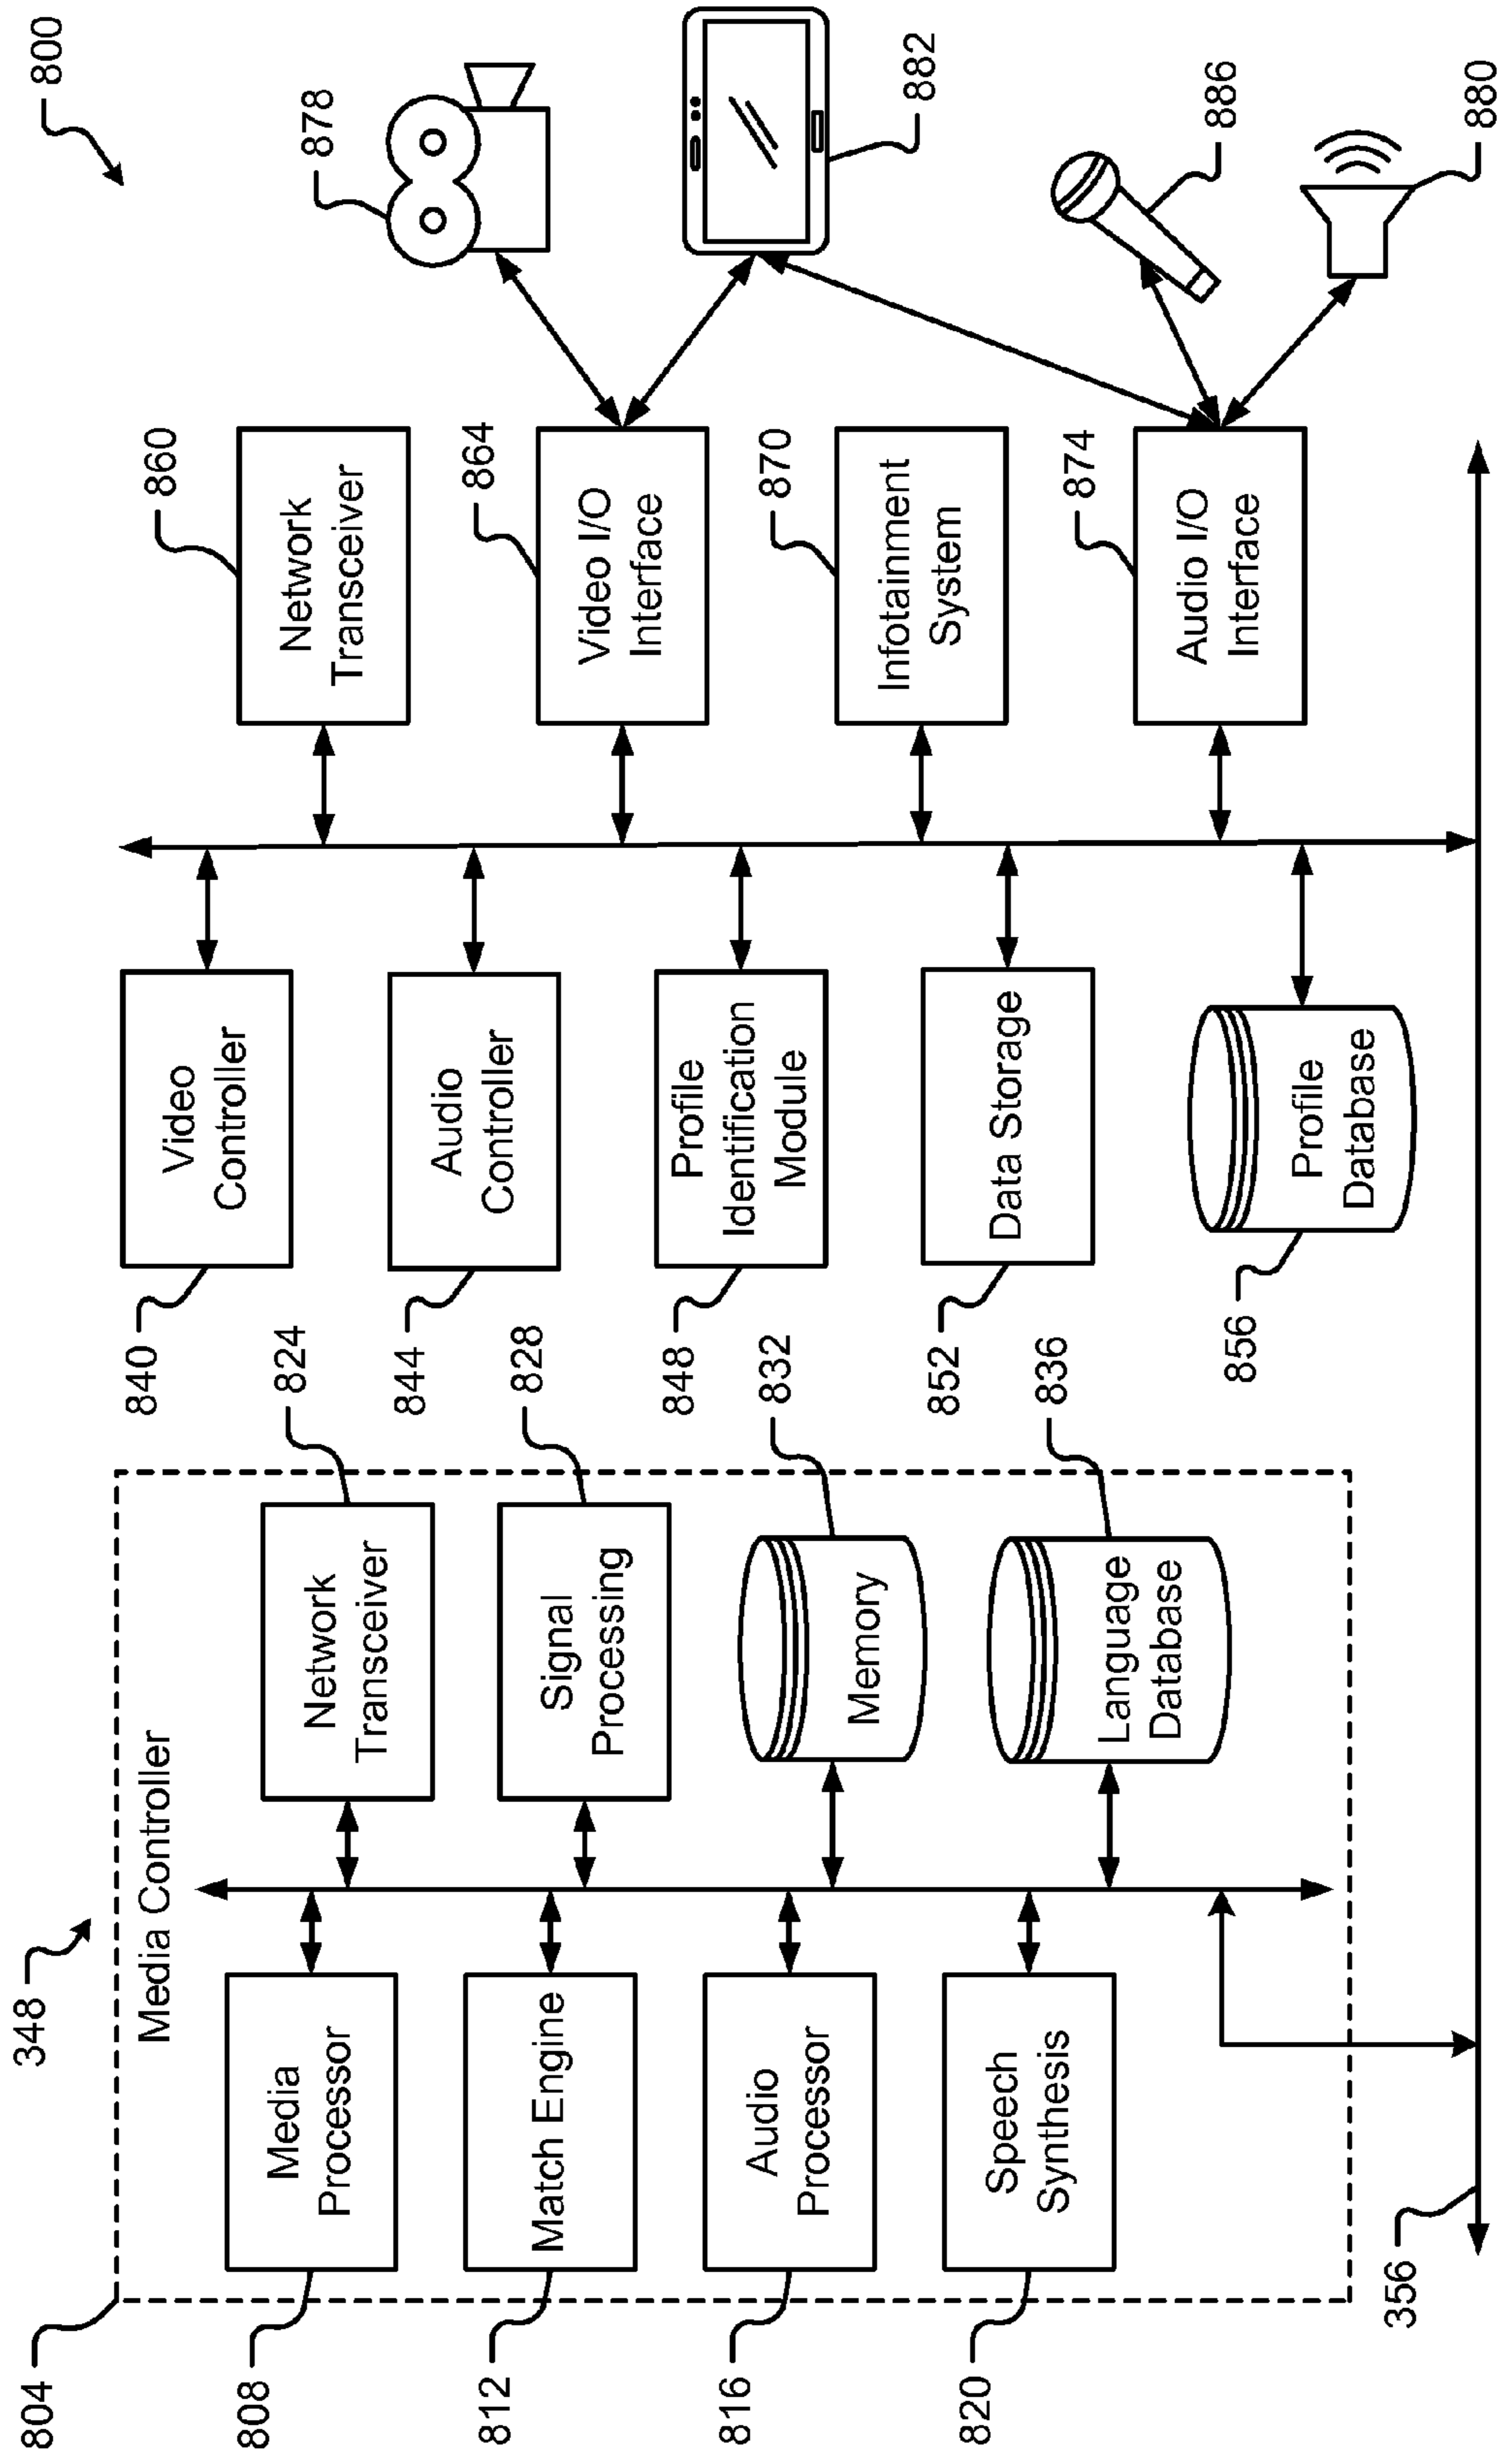 800
348
804
Media Controller
808
Media
Processor
812
Match Engine
816
Audio
Processor
820
Speech
Synthesis
824
Network
Transceiver
828
Signal
Processing
832
Memory
836
Language
Database
840
Video
Controller
844
Audio
Controller
848
Profile
Identification
Module
852
Data Storage
856
Profile
Database
860
Network
Transceiver
864
Video I/O
Interface
870
Infotainment
System
874
Audio I/O
Interface
878
882
886
880
356